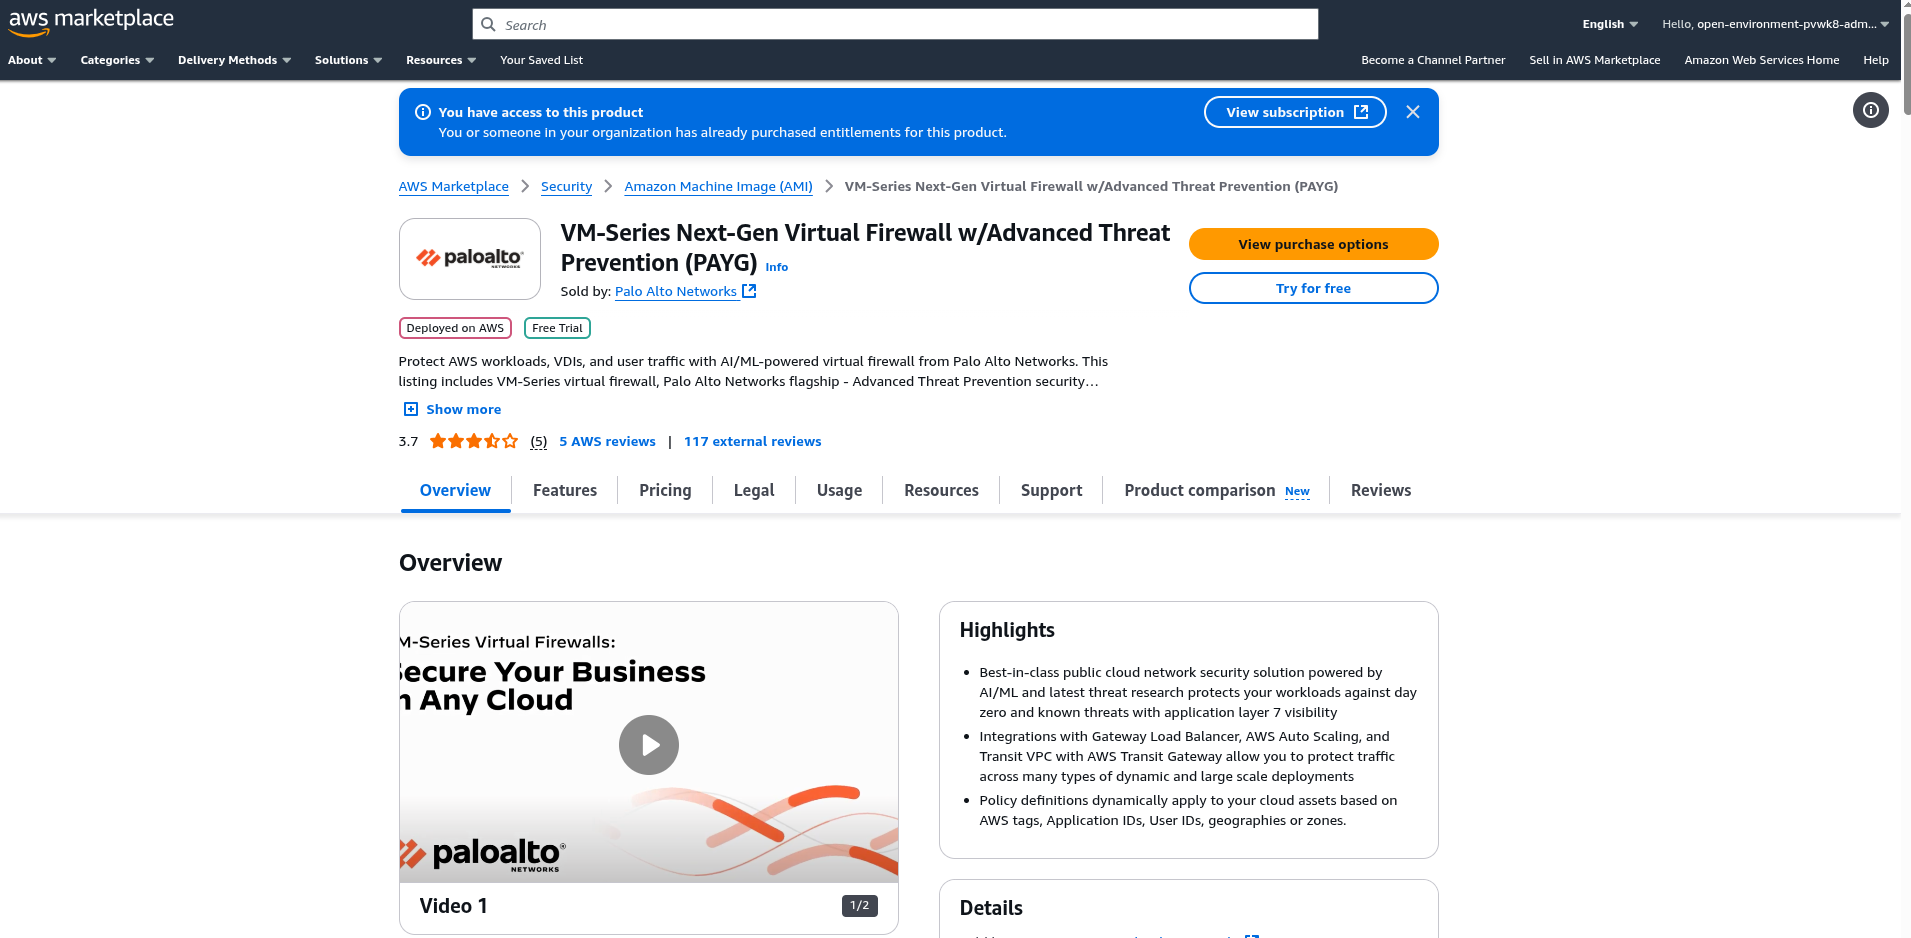 aws marketplace
Search
English
Hello, open-environment-pvwk8-adm...
About
Categories
Delivery Methods
Solutions
Resources
Your Saved List
Become a Channel Partner
Sell in AWS Marketplace
Amazon Web Services Home
Help
You have access to this product
You or someone in your organization has already purchased entitlements for this product.
View subscription
AWS Marketplace
Security
Amazon Machine Image (AMI)
VM-Series Next-Gen Virtual Firewall w/Advanced Threat Prevention (PAYG)
paloalto
NETWORKS
VM-Series Next-Gen Virtual Firewall w/Advanced Threat
Prevention (PAYG) Info
Sold by: Palo Alto Networks
View purchase options
Try for free
Deployed on AWS
Free Trial
Protect AWS workloads, VDIs, and user traffic with AI/ML-powered virtual firewall from Palo Alto Networks. This
listing includes VM-Series virtual firewall, Palo Alto Networks flagship - Advanced Threat Prevention security...
Show more
3.7 (5) 5 AWS reviews | 117 external reviews
Overview
Features
Pricing
Legal
Usage
Resources
Support
Product comparison New
Reviews
Overview
M-Series Virtual Firewalls:
Secure Your Business
n Any Cloud
paloalto®
NETWORKS
Video 1
1/2
Highlights
• Best-in-class public cloud network security solution powered by
AI/ML and latest threat research protects your workloads against day
zero and known threats with application layer 7 visibility
• Integrations with Gateway Load Balancer, AWS Auto Scaling, and
Transit VPC with AWS Transit Gateway allow you to protect traffic
across many types of dynamic and large scale deployments
• Policy definitions dynamically apply to your cloud assets based on
AWS tags, Application IDs, User IDs, geographies or zones.
Details